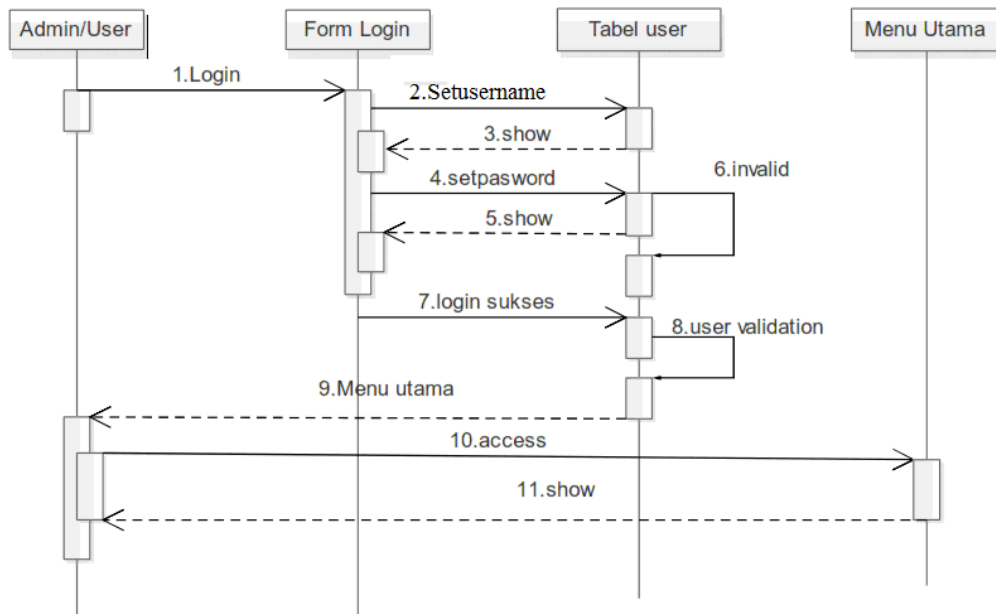 Admin/User
Form Login
Tabel user
Menu Utama
1.Login
2.Setusername
3.show
4.setpasword
6.invalid
5.show
7.login sukses
8.user validation
9.Menu utama
10.access
11.show